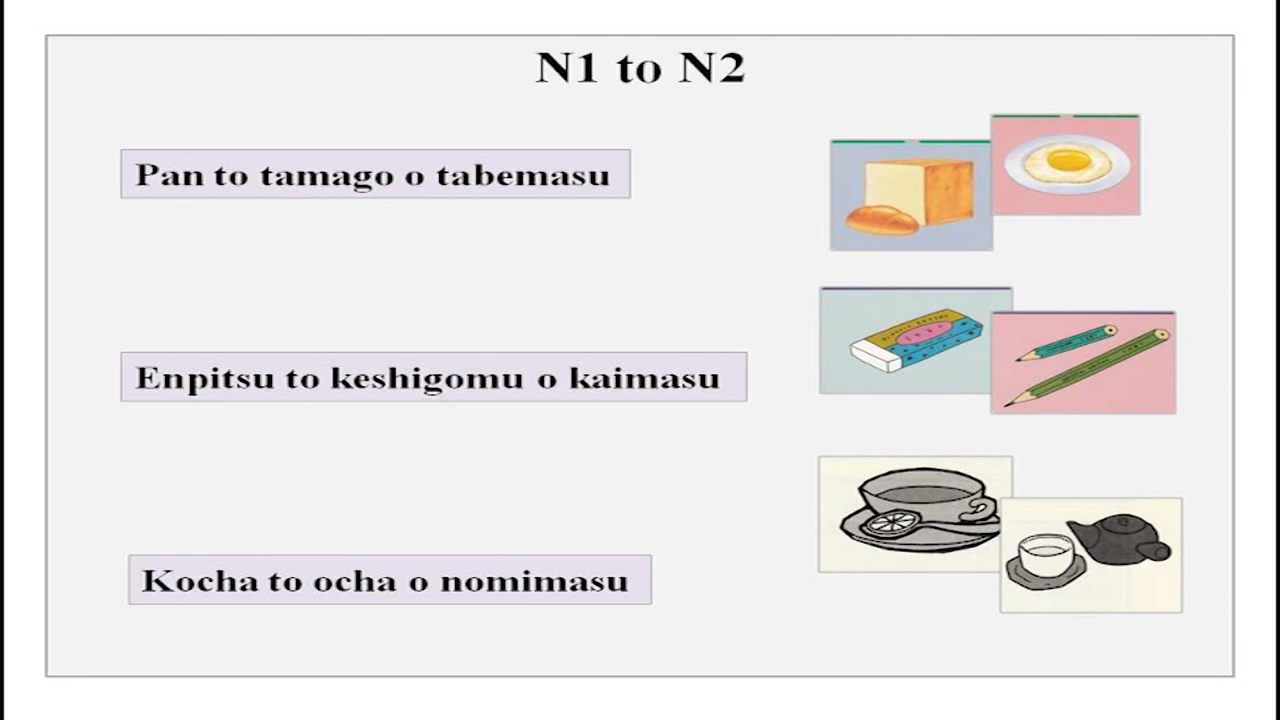 N1 to N2
Pan to tamago o tabemasu
Enpitsu to keshigomu o kaimasu
Kocha to ocha o nomimasu